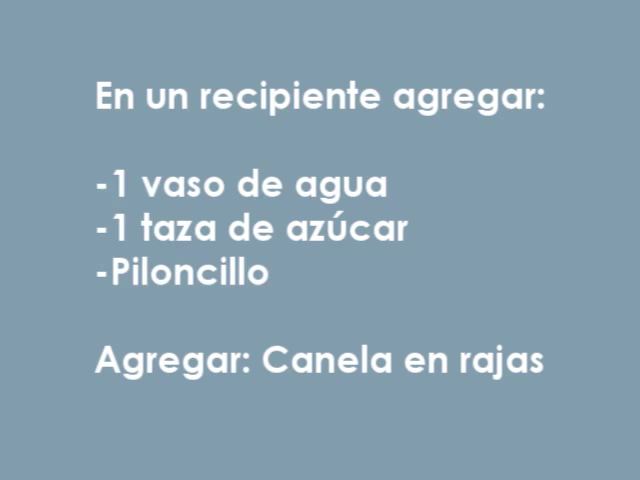 En un recipiente agregar:
-1 vaso de agua
-1 taza de azúcar
-Piloncillo
Agregar: Canela en rajas